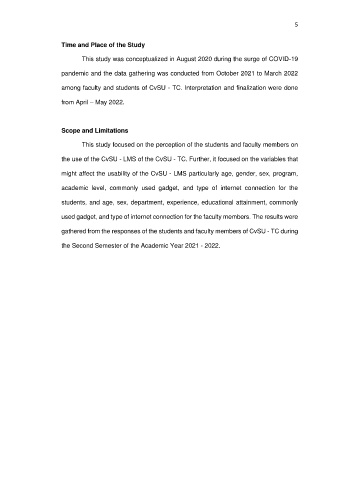 5
Time and Place of the Study
This study was conceptualized in August 2020 during the surge of COVID-19
pandemic and the data gathering was conducted from October 2021 to March 2022
among faculty and students of CvSU - TC. Interpretation and finalization were done
from April – May 2022.
Scope and Limitations
This study focused on the perception of the students and faculty members on
the use of the CvSU - LMS of the CvSU - TC. Further, it focused on the variables that
might affect the usability of the CvSU - LMS particularly age, gender, sex, program,
academic level, commonly used gadget, and type of internet connection for the
students, and age, sex, department, experience, educational attainment, commonly
used gadget, and type of internet connection for the faculty members. The results were
gathered from the responses of the students and faculty members of CvSU - TC during
the Second Semester of the Academic Year 2021 - 2022.